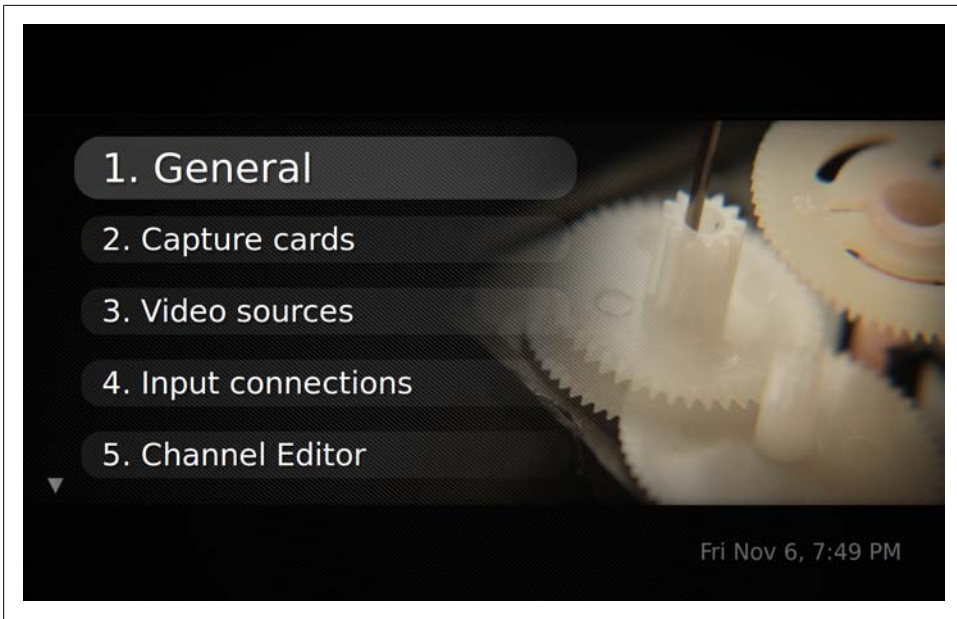 1. General
2. Capture cards
3. Video sources
4. Input connections
5. Channel Editor
Fri Nov 6, 7:49 PM